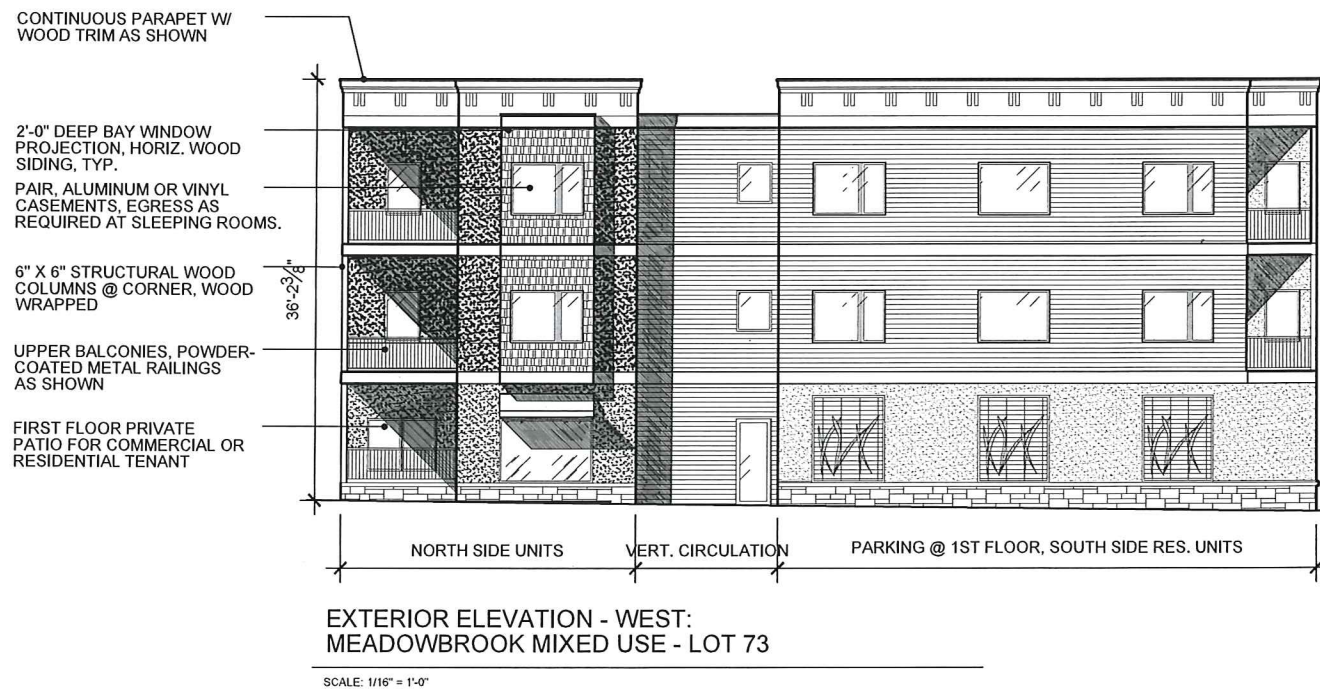 CONTINUOUS PARAPET W/
WOOD TRIM AS SHOWN
2'-0" DEEP BAY WINDOW
PROJECTION, HORIZ. WOOD
SIDING, TYP.
PAIR, ALUMINUM OR VINYL
CASEMENTS, EGRESS AS
REQUIRED AT SLEEPING ROOMS.
6" X 6" STRUCTURAL WOOD
COLUMNS @ CORNER, WOOD
WRAPPED
36'-2⅜"
UPPER BALCONIES, POWDER-
COATED METAL RAILINGS
AS SHOWN
FIRST FLOOR PRIVATE
PATIO FOR COMMERCIAL OR
RESIDENTIAL TENANT
NORTH SIDE UNITS
VERT. CIRCULATION
PARKING @ 1ST FLOOR, SOUTH SIDE RES. UNITS
EXTERIOR ELEVATION - WEST:
MEADOWBROOK MIXED USE - LOT 73
SCALE: 1/16" = 1'-0"